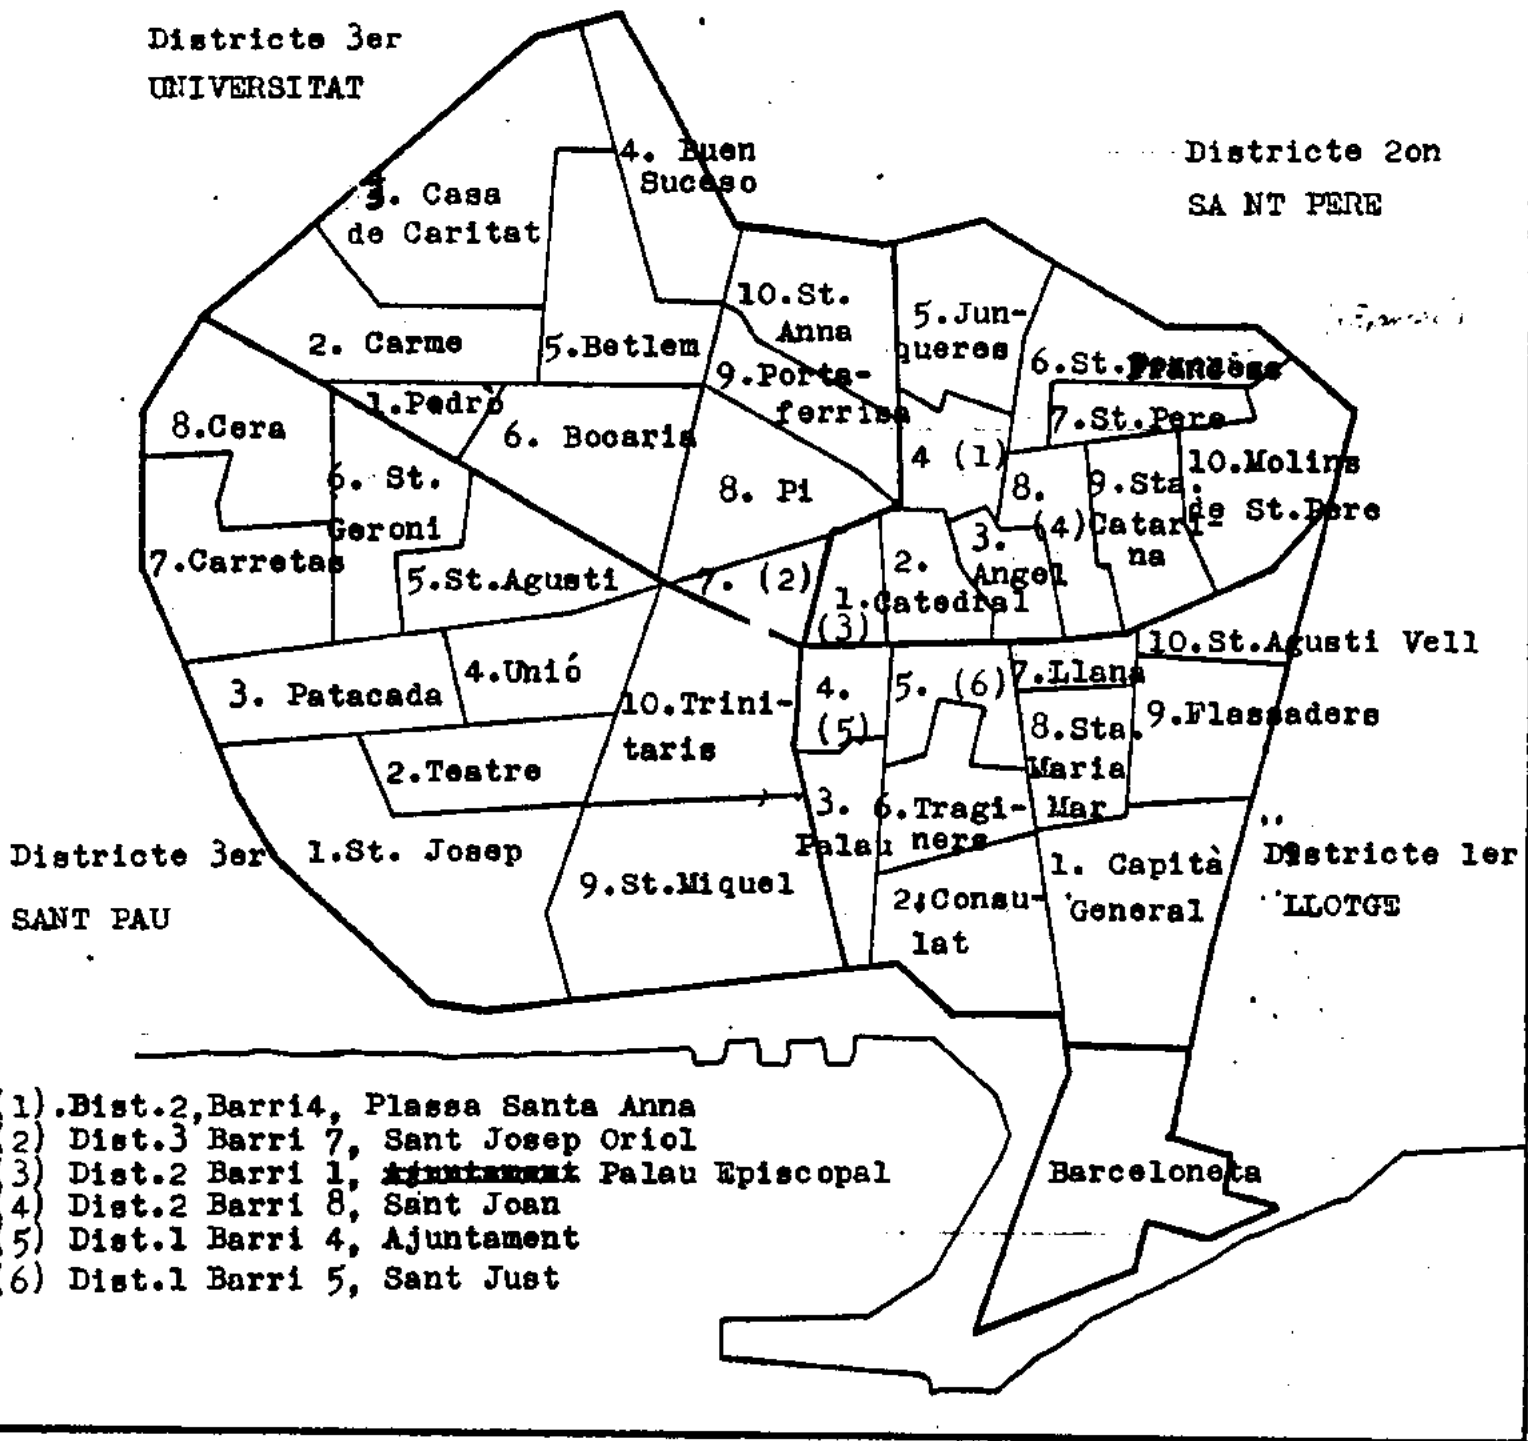 Districte 3er
UNIVERSITAT
Districte 2on
SANT PERE
4. Buen
Suceso
3. Casa
de Caritat
10.St.
Anna
5.Jun-
queres
2. Carme
5.Betlem
6.St.
9.Porta-
ferrisa
1.Pedró
7.St.Pere
8.Cera
6. Bocaria
4 (1)
10.Molins
de St.Pere
6. St.
Geroni
8. Pi
8.
(4)
9.Sta.
Catari-
na
3.
Angel
7.Carretas
5.St.Agusti
7. (2)
2.
Catedral
1.
(3)
10.St.Agusti Vell
3. Patacada
4.Unió
10.Trini-
taris
4.
(5)
5. (6)
7.Llana
9.Flassaders
8.Sta.
Maria
Mar
2.Teatre
3.
Palau
6.Tragi-
ners
Districte 3er
SANT PAU
1.St. Josep
9.St.Miquel
2.Consu-
lat
1. Capità
General
Districte 1er
LLOTGE
(1).Dist.2,Barri4, Plassa Santa Anna
(2) Dist.3 Barri 7, Sant Josep Oriol
(3) Dist.2 Barri 1, Palau Episcopal
(4) Dist.2 Barri 8, Sant Joan
(5) Dist.1 Barri 4, Ajuntament
(6) Dist.1 Barri 5, Sant Just
Barceloneta